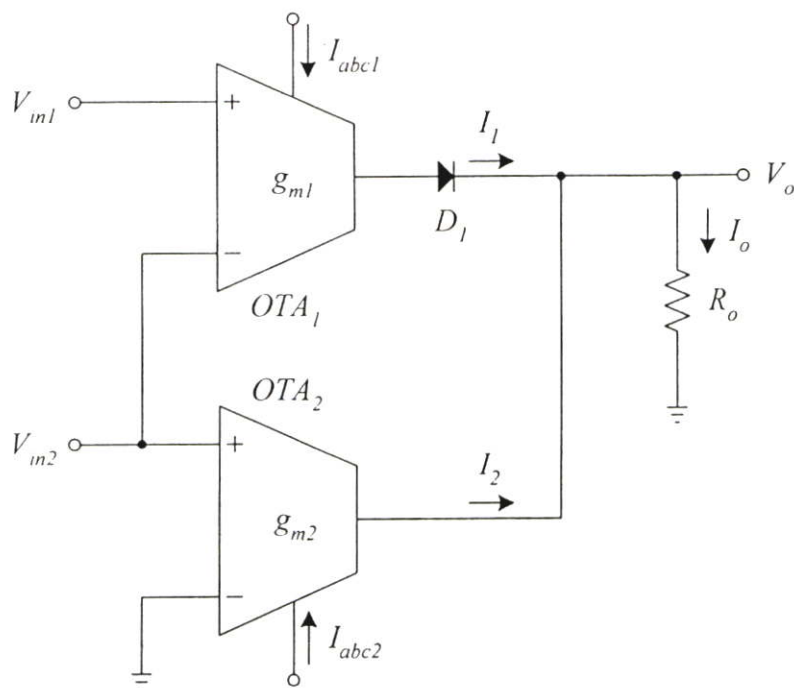 I_abc1
V_in1
+
g_m1
I_1
V_o
D_1
I_o
−
R_o
OTA_1
OTA_2
V_in2
+
I_2
g_m2
−
I_abc2